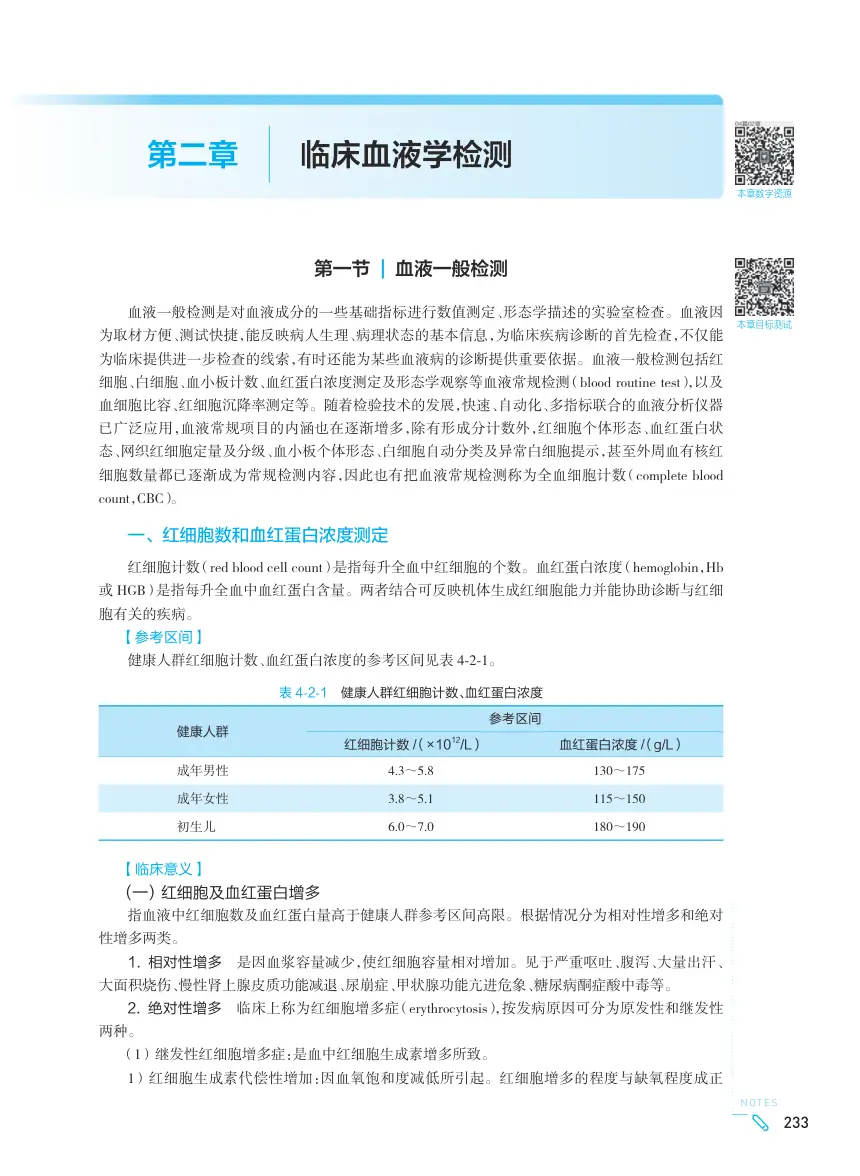 第二章 临床血液学检测
04篇02章
本章数字资源
第一节 | 血液一般检测
本章目标测试
血液一般检测是对血液成分的一些基础指标进行数值测定、形态学描述的实验室检查。血液因
为取材方便、测试快捷,能反映病人生理、病理状态的基本信息,为临床疾病诊断的首先检查,不仅能
为临床提供进一步检查的线索,有时还能为某些血液病的诊断提供重要依据。血液一般检测包括红
细胞、白细胞、血小板计数、血红蛋白浓度测定及形态学观察等血液常规检测(blood routine test),以及
血细胞比容、红细胞沉降率测定等。随着检验技术的发展,快速、自动化、多指标联合的血液分析仪器
已广泛应用,血液常规项目的内涵也在逐渐增多,除有形成分计数外,红细胞个体形态、血红蛋白状
态、网织红细胞定量及分级、血小板个体形态、白细胞自动分类及异常白细胞提示,甚至外周血有核红
细胞数量都已逐渐成为常规检测内容,因此也有把血液常规检测称为全血细胞计数(complete blood
count,CBC)。
一、红细胞数和血红蛋白浓度测定
红细胞计数(red blood cell count)是指每升全血中红细胞的个数。血红蛋白浓度(hemoglobin,Hb
或 HGB)是指每升全血中血红蛋白含量。两者结合可反映机体生成红细胞能力并能协助诊断与红细
胞有关的疾病。
【参考区间】
健康人群红细胞计数、血红蛋白浓度的参考区间见表 4-2-1。
表 4-2-1 健康人群红细胞计数、血红蛋白浓度
健康人群 参考区间
红细胞计数 /(×10¹²/L) 血红蛋白浓度 /(g/L)
成年男性 4.3~5.8 130~175
成年女性 3.8~5.1 115~150
初生儿 6.0~7.0 180~190
【临床意义】
(一)红细胞及血红蛋白增多
指血液中红细胞数及血红蛋白量高于健康人群参考区间高限。根据情况分为相对性增多和绝对
性增多两类。
1. 相对性增多 是因血浆容量减少,使红细胞容量相对增加。见于严重呕吐、腹泻、大量出汗、
大面积烧伤、慢性肾上腺皮质功能减退、尿崩症、甲状腺功能亢进危象、糖尿病酮症酸中毒等。
2. 绝对性增多 临床上称为红细胞增多症(erythrocytosis),按发病原因可分为原发性和继发性
两种。
(1)继发性红细胞增多症:是血中红细胞生成素增多所致。
1)红细胞生成素代偿性增加:因血氧饱和度减低所引起。红细胞增多的程度与缺氧程度成正
NOTES
233